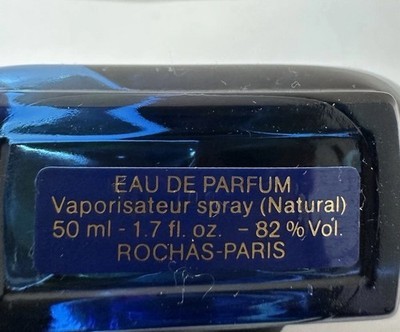 EAU DE PARFUM
Vaporisateur spray (Natural)
50 ml - 1.7 fl. oz. - 82 % Vol.
ROCHAS-PARIS